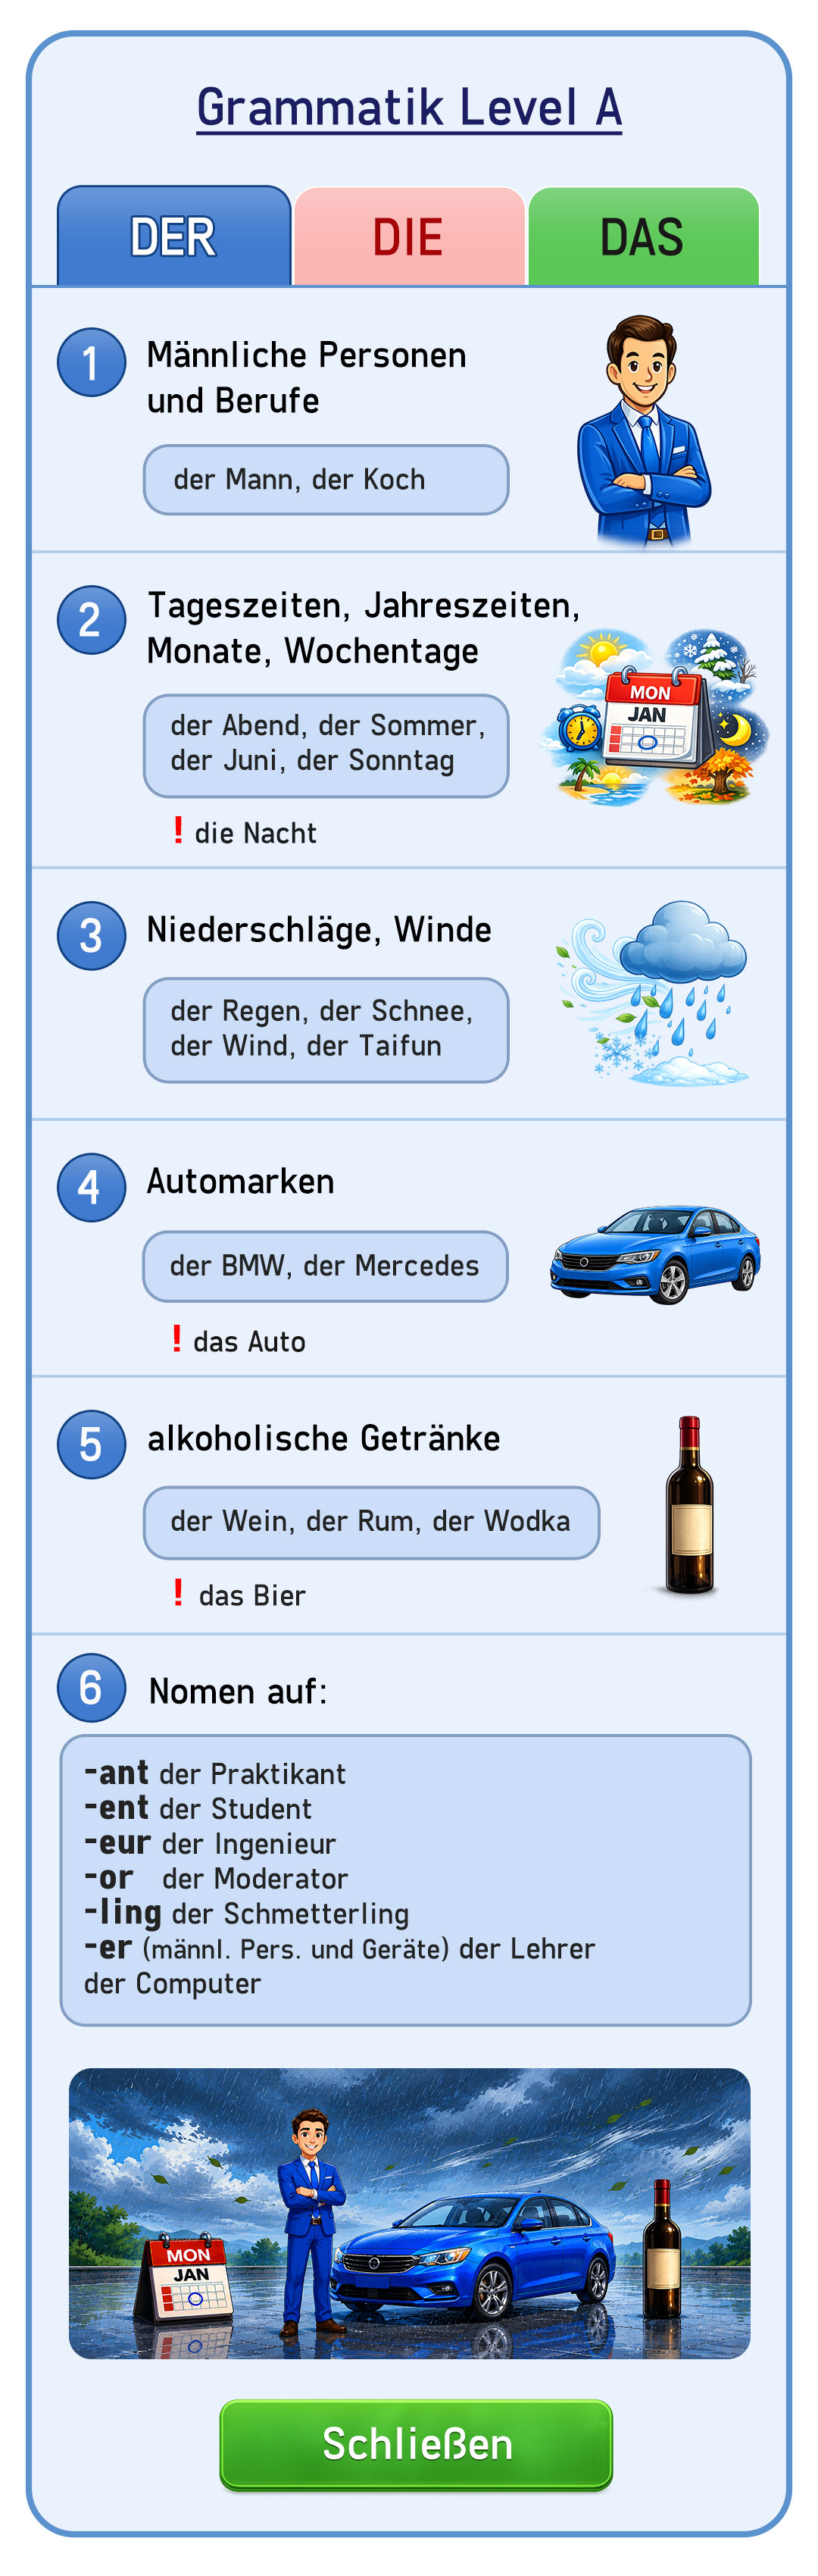 Grammatik Level A
DER DIE DAS
1 Männliche Personen
und Berufe
der Mann, der Koch
2 Tageszeiten, Jahreszeiten,
Monate, Wochentage
MON
JAN
der Abend, der Sommer,
der Juni, der Sonntag
! die Nacht
3 Niederschläge, Winde
der Regen, der Schnee,
der Wind, der Taifun
4 Automarken
der BMW, der Mercedes
! das Auto
5 alkoholische Getränke
der Wein, der Rum, der Wodka
! das Bier
6 Nomen auf:
-ant der Praktikant
-ent der Student
-eur der Ingenieur
-or der Moderator
-ling der Schmetterling
-er (männl. Pers. und Geräte) der Lehrer
der Computer
MON
JAN
Schließen